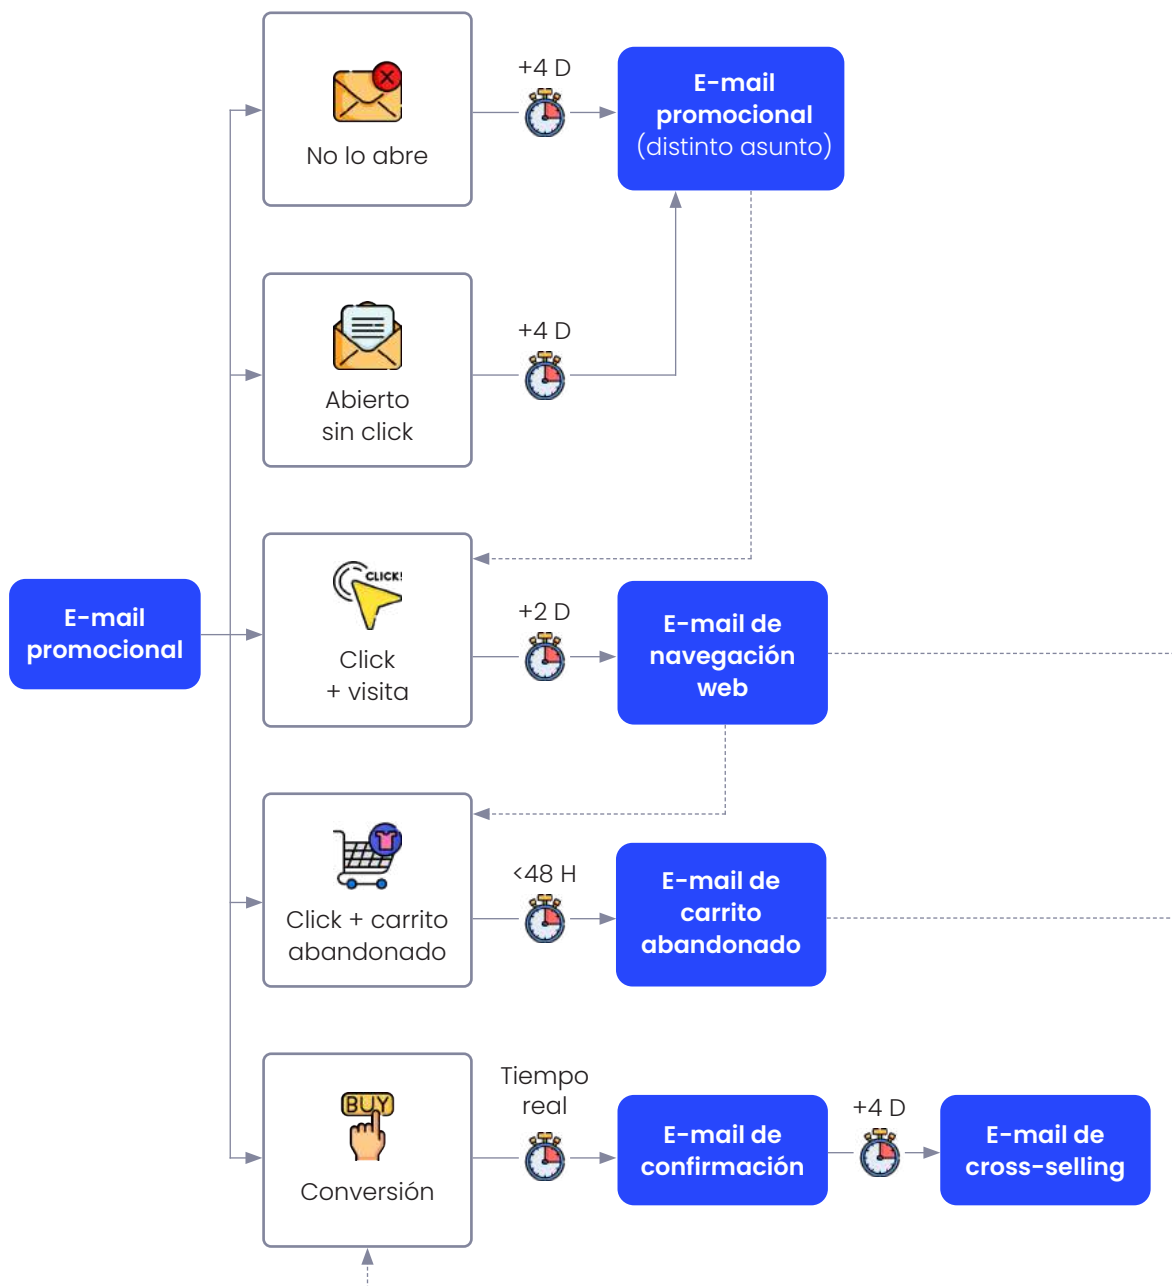 +4 D
E-mail
promocional
(distinto asunto)
No lo abre
+4 D
Abierto
sin click
E-mail
promocional
CLICK!
Click
+ visita
+2 D
E-mail de
navegación
web
Click + carrito
abandonado
<48 H
E-mail de
carrito
abandonado
BUY
Conversión
Tiempo
real
E-mail de
confirmación
+4 D
E-mail de
cross-selling